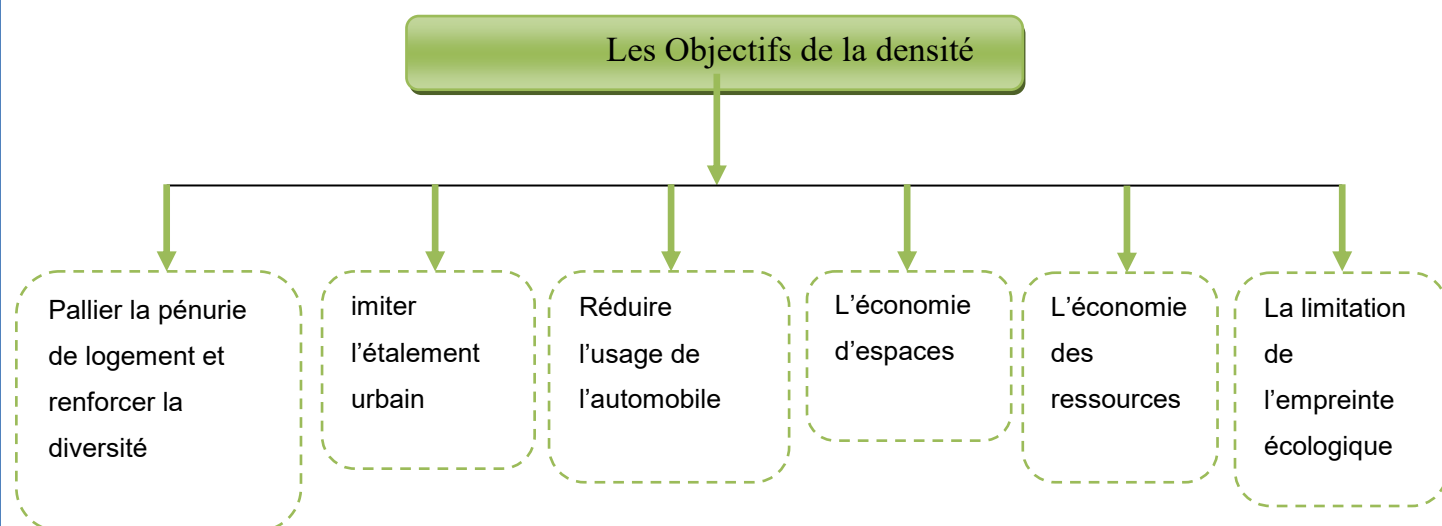 Les Objectifs de la densité
Pallier la pénurie
de logement et
renforcer la
diversité
imiter
l’étalement
urbain
Réduire
l’usage de
l’automobile
L’économie
d’espaces
L’économie
des
ressources
La limitation
de
l’empreinte
écologique